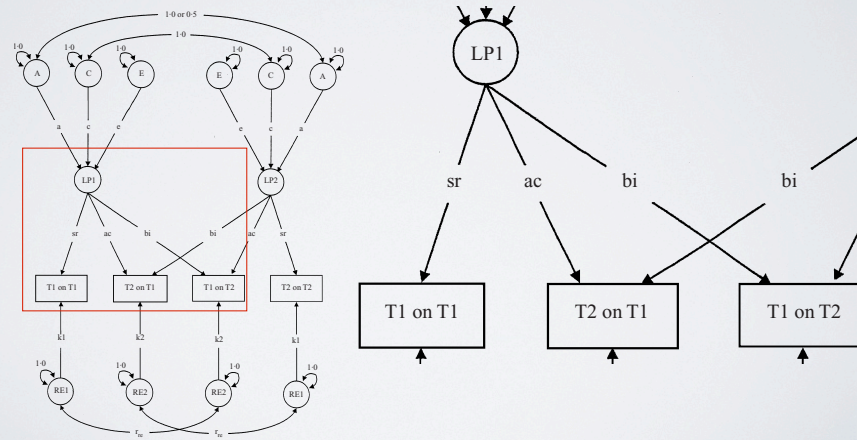 1·0 or 0·5
1·0
1·0 1·0 1·0 1·0 1·0 1·0
A C E E C A
a c e e c a
LP1 LP2
sr ac bi bi ac sr
T1 on T1 T2 on T1 T1 on T2 T2 on T2
k1 k2 k2 k1
1·0 1·0 1·0 1·0
RE1 RE2 RE2 RE1
r re r re
LP1
sr ac bi bi
T1 on T1 T2 on T1 T1 on T2